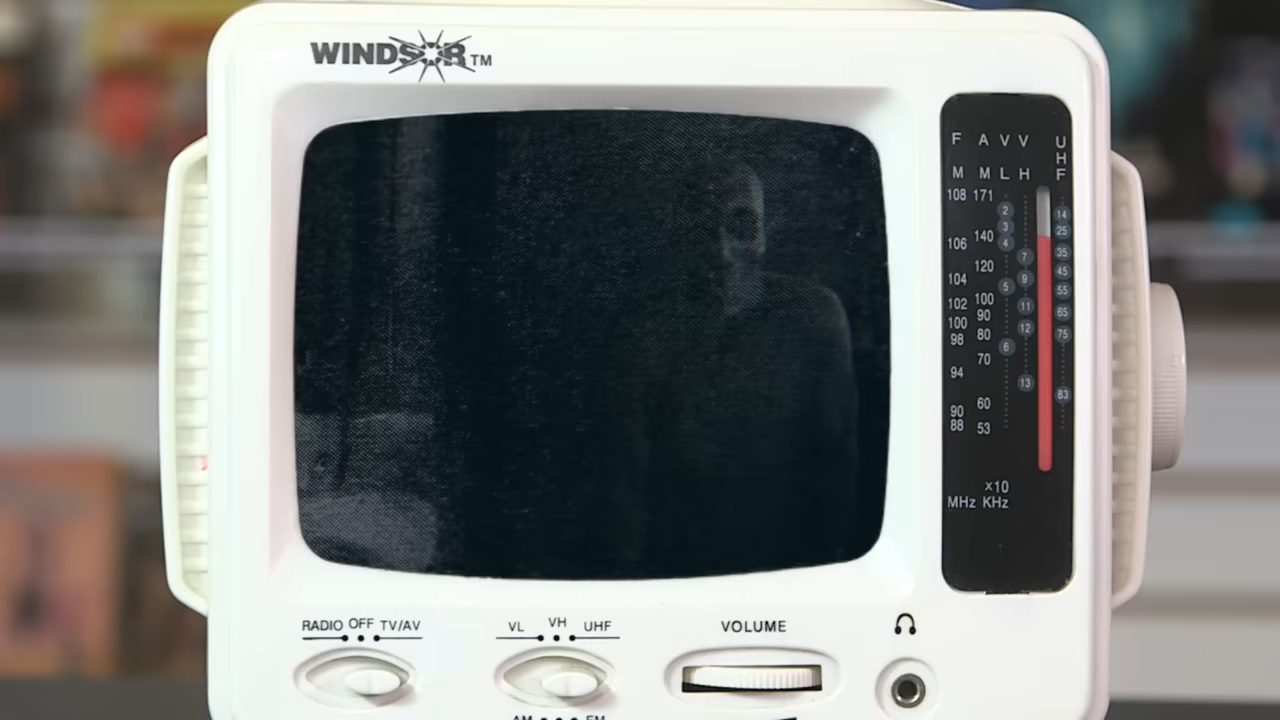 WINDSOR TM
F A V V U
H
M M L H F
108 171
2 14
3 25
106 140 4
7 35
104 120 9 45
5 55
102 100 11 65
100 90
98 80 12 75
6
94 70
13
83
90 60
88 53
x10
MHz KHz
RADIO OFF TV/AV
VL VH UHF
VOLUME
AM FM